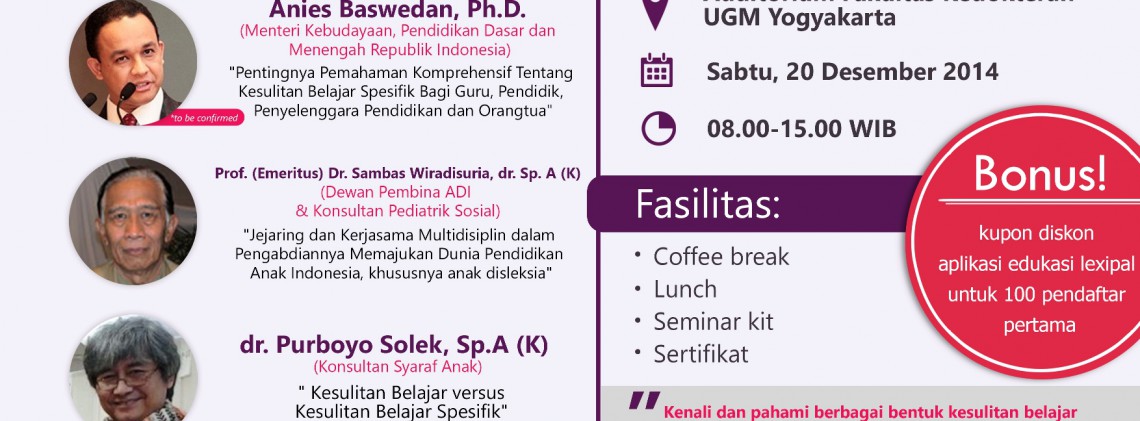 Anies Baswedan, Ph.D.
(Menteri Kebudayaan, Pendidikan Dasar dan
Menengah Republik Indonesia)
"Pentingnya Pemahaman Komprehensif Tentang
Kesulitan Belajar Spesifik Bagi Guru, Pendidik,
Penyelenggara Pendidikan dan Orangtua"
*to be confirmed
Prof. (Emeritus) Dr. Sambas Wiradisuria, dr. Sp. A (K)
(Dewan Pembina ADI
& Konsultan Pediatrik Sosial)
"Jejaring dan Kerjasama Multidisiplin dalam
Pengabdiannya Memajukan Dunia Pendidikan
Anak Indonesia, khususnya anak disleksia"
dr. Purboyo Solek, Sp.A (K)
(Konsultan Syaraf Anak)
" Kesulitan Belajar versus
Kesulitan Belajar Spesifik"
Auditorium Fakultas Kedokteran
UGM Yogyakarta
Sabtu, 20 Desember 2014
08.00-15.00 WIB
Fasilitas:
• Coffee break
• Lunch
• Seminar kit
• Sertifikat
Bonus!
kupon diskon
aplikasi edukasi lexipal
untuk 100 pendaftar
pertama
" Kenali dan pahami berbagai bentuk kesulitan belajar